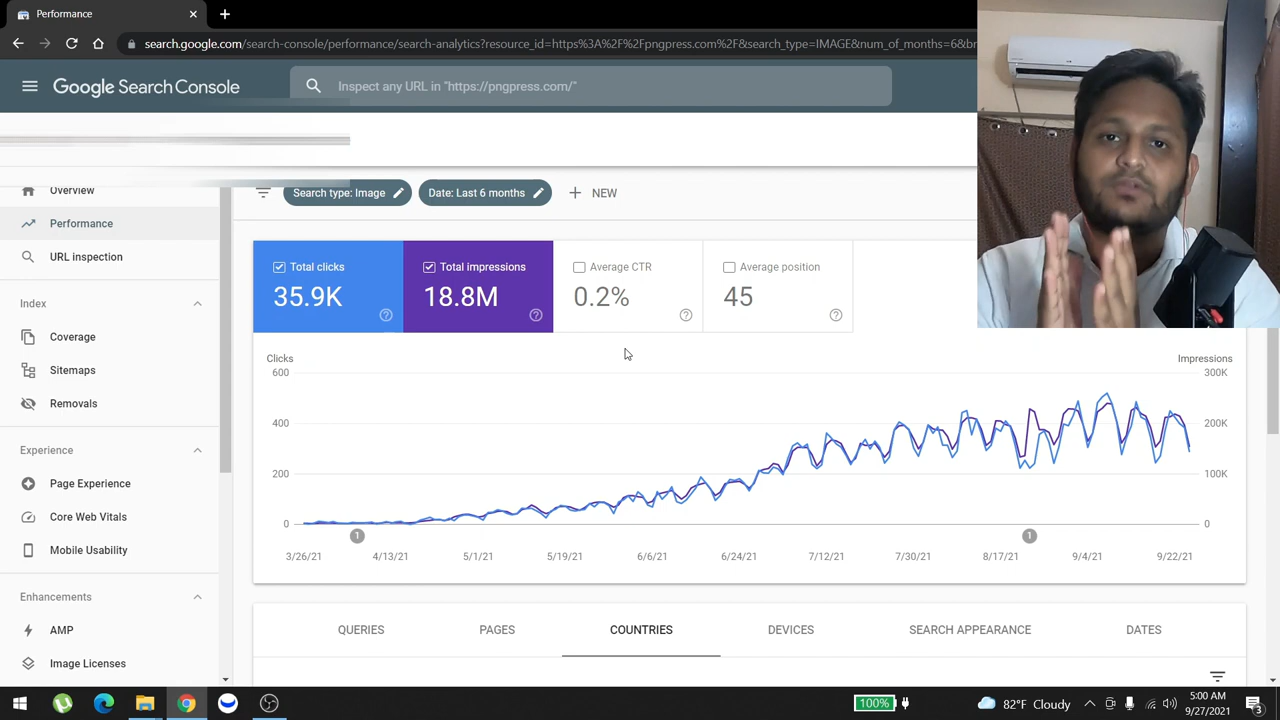 Performance
search.google.com/search-console/performance/search-analytics?resource_id=https%3A%2F%2Fpngpress.com%2F&search_type=IMAGE&num_of_months=6&br
Google Search Console
Inspect any URL in "https://pngpress.com/"
Overview
Performance
URL inspection
Index
Coverage
Sitemaps
Removals
Experience
Page Experience
Core Web Vitals
Mobile Usability
Enhancements
AMP
Image Licenses
Search type: Image
Date: Last 6 months
NEW
Total clicks
35.9K
Total impressions
18.8M
Average CTR
0.2%
Average position
45
Clicks
600
400
200
0
Impressions
300K
200K
100K
0
1
1
3/26/21 4/13/21 5/1/21 5/19/21 6/6/21 6/24/21 7/12/21 7/30/21 8/17/21 9/4/21 9/22/21
QUERIES PAGES COUNTRIES DEVICES SEARCH APPEARANCE DATES
100%
82°F Cloudy
5:00 AM
9/27/2021
3